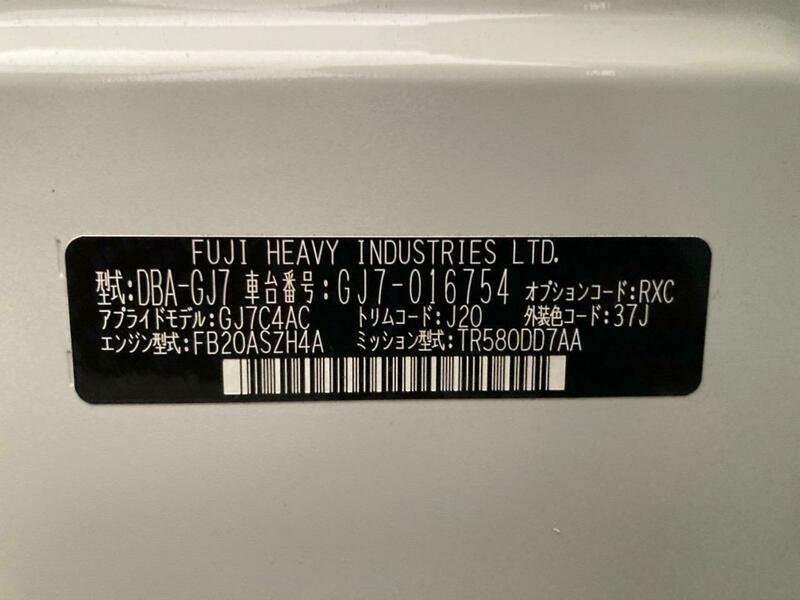 FUJI HEAVY INDUSTRIES LTD.
型式:DBA-GJ7 車台番号:GJ7-016754 オプションコード:RXC
アプライドモデル:GJ7C4AC トリムコード:J20 外装色コード:37J
エンジン型式:FB20ASZH4A ミッション型式:TR580DD7AA